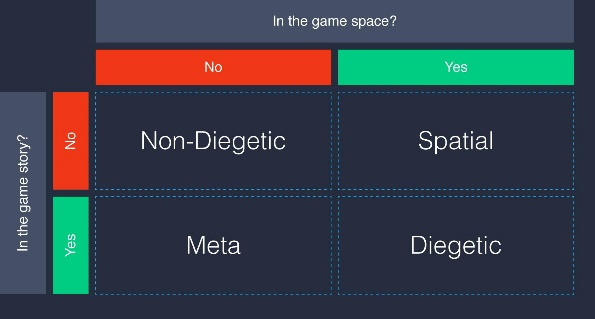 In the game space?
No
Yes
In the game story?
No
Non-Diegetic
Spatial
Yes
Meta
Diegetic